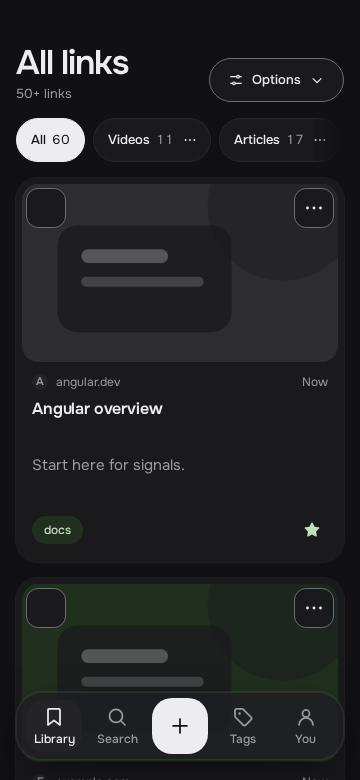 All links
50+ links
Options
All 60
Videos 11
Articles 17
A angular.dev
Now
Angular overview
Start here for signals.
docs
Library
Search
Tags
You